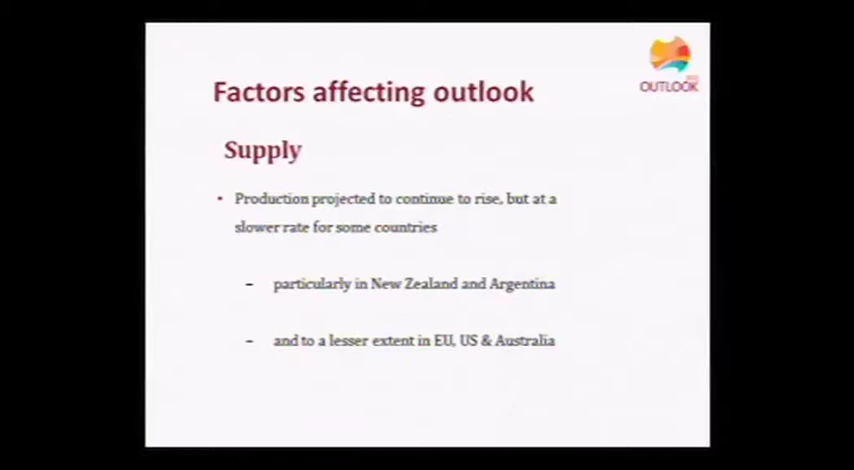 OUTLOOK
Factors affecting outlook
Supply
• Production projected to continue to rise, but at a
slower rate for some countries
– particularly in New Zealand and Argentina
– and to a lesser extent in EU, US & Australia